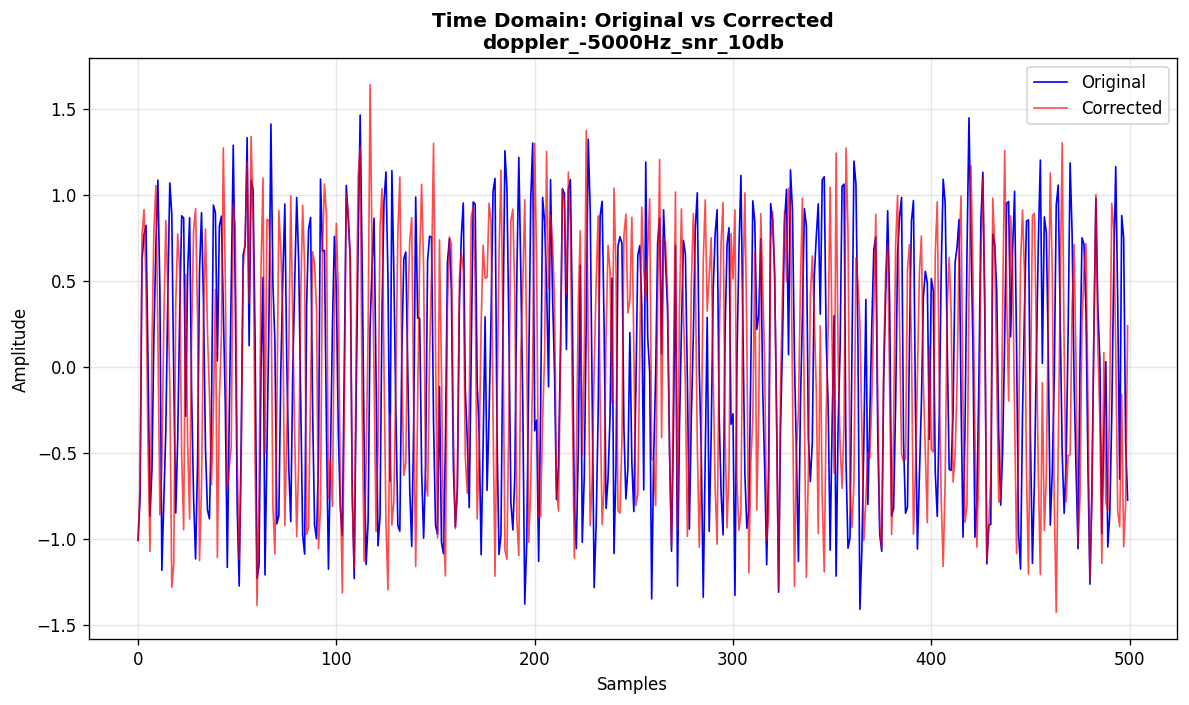 Time Domain: Original vs Corrected
doppler_-5000Hz_snr_10db
Original
Corrected
1.5
1.0
0.5
0.0
−0.5
−1.0
−1.5
Amplitude
0
100
200
300
400
500
Samples